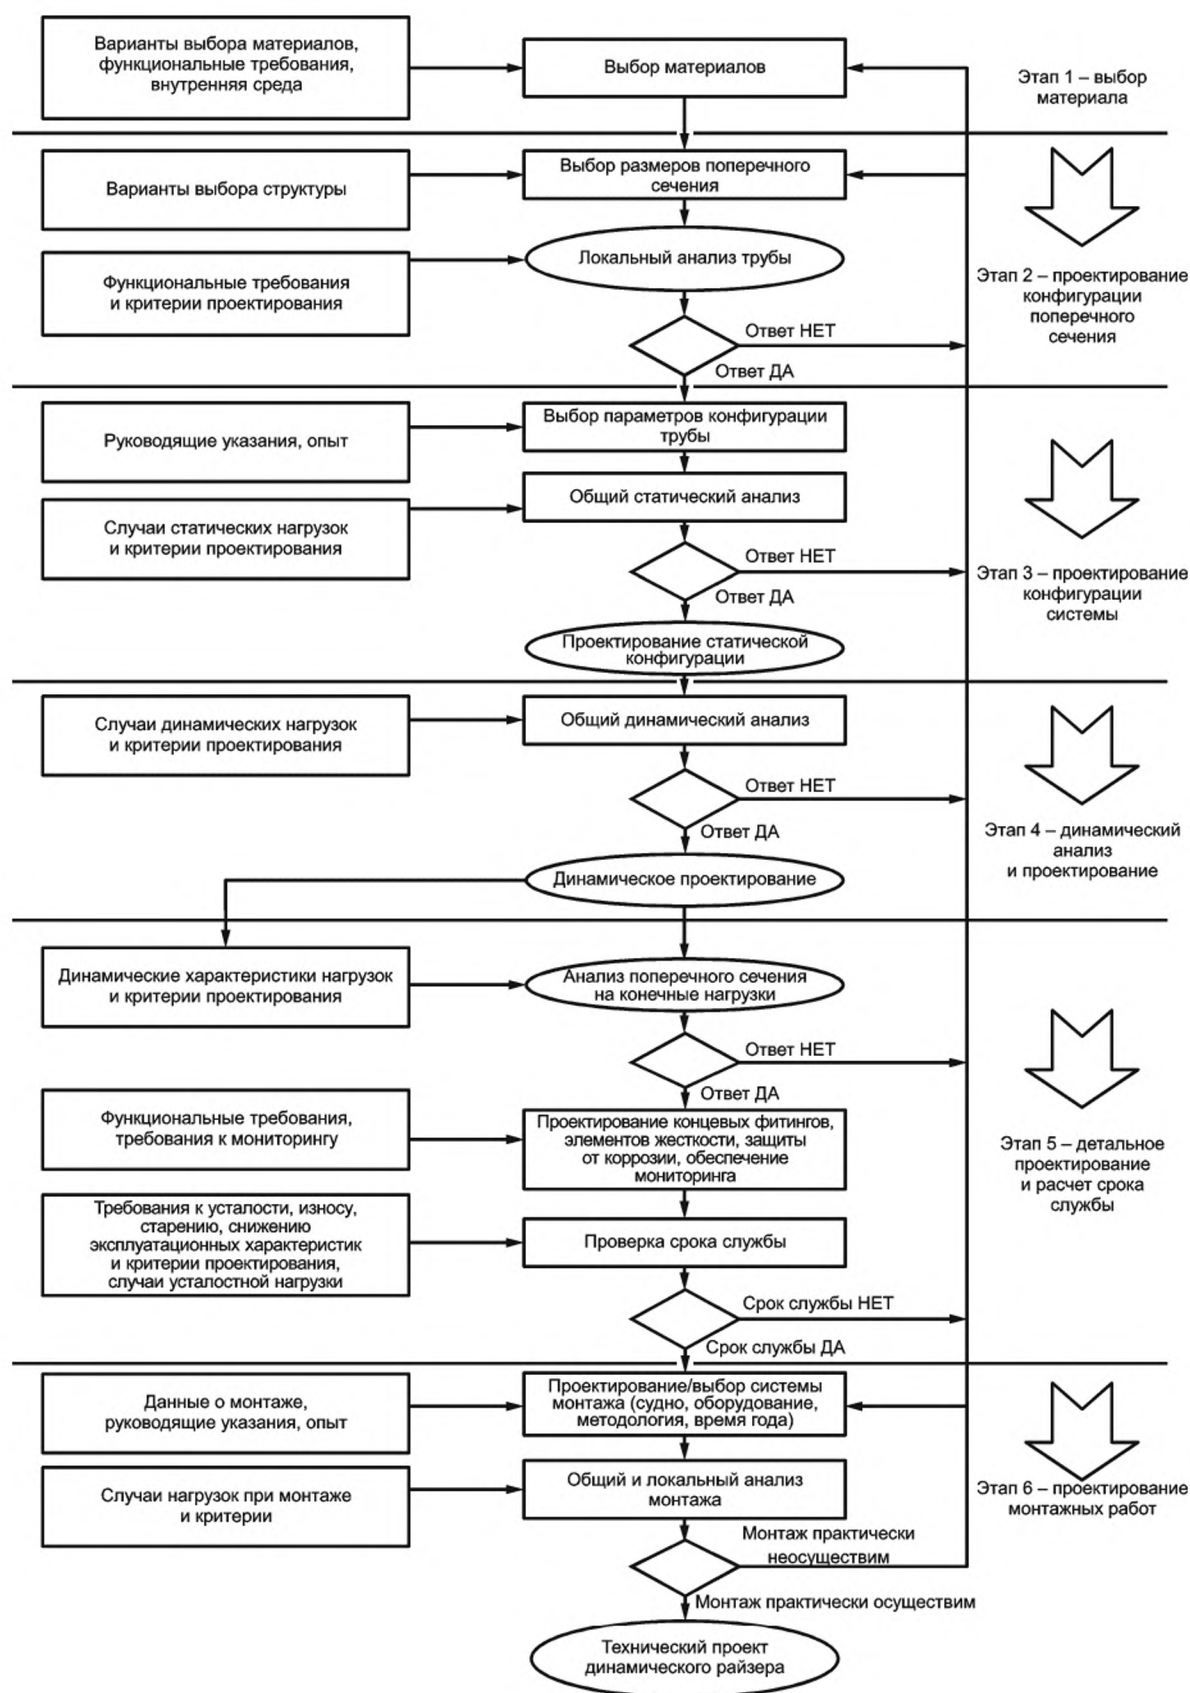 Варианты выбора материалов,
функциональные требования,
внутренняя среда
Выбор материалов
Этап 1 – выбор
материала
Варианты выбора структуры
Выбор размеров поперечного
сечения
Функциональные требования
и критерии проектирования
Локальный анализ трубы
Этап 2 – проектирование
конфигурации
поперечного
сечения
Ответ НЕТ
Ответ ДА
Руководящие указания, опыт
Выбор параметров конфигурации
трубы
Случаи статических нагрузок
и критерии проектирования
Общий статический анализ
Ответ НЕТ
Ответ ДА
Этап 3 – проектирование
конфигурации
системы
Проектирование статической
конфигурации
Случаи динамических нагрузок
и критерии проектирования
Общий динамический анализ
Ответ НЕТ
Ответ ДА
Этап 4 – динамический
анализ
и проектирование
Динамическое проектирование
Динамические характеристики нагрузок
и критерии проектирования
Анализ поперечного сечения
на конечные нагрузки
Ответ НЕТ
Ответ ДА
Функциональные требования,
требования к мониторингу
Проектирование концевых фитингов,
элементов жесткости, защиты
от коррозии, обеспечение
мониторинга
Этап 5 – детальное
проектирование
и расчет срока
службы
Требования к усталости, износу,
старению, снижению
эксплуатационных характеристик
и критерии проектирования,
случаи усталостной нагрузки
Проверка срока службы
Срок службы НЕТ
Срок службы ДА
Данные о монтаже,
руководящие указания, опыт
Проектирование/выбор системы
монтажа (судно, оборудование,
методология, время года)
Случаи нагрузок при монтаже
и критерии
Общий и локальный анализ
монтажа
Этап 6 – проектирование
монтажных работ
Монтаж практически
неосуществим
Монтаж практически осуществим
Технический проект
динамического райзера